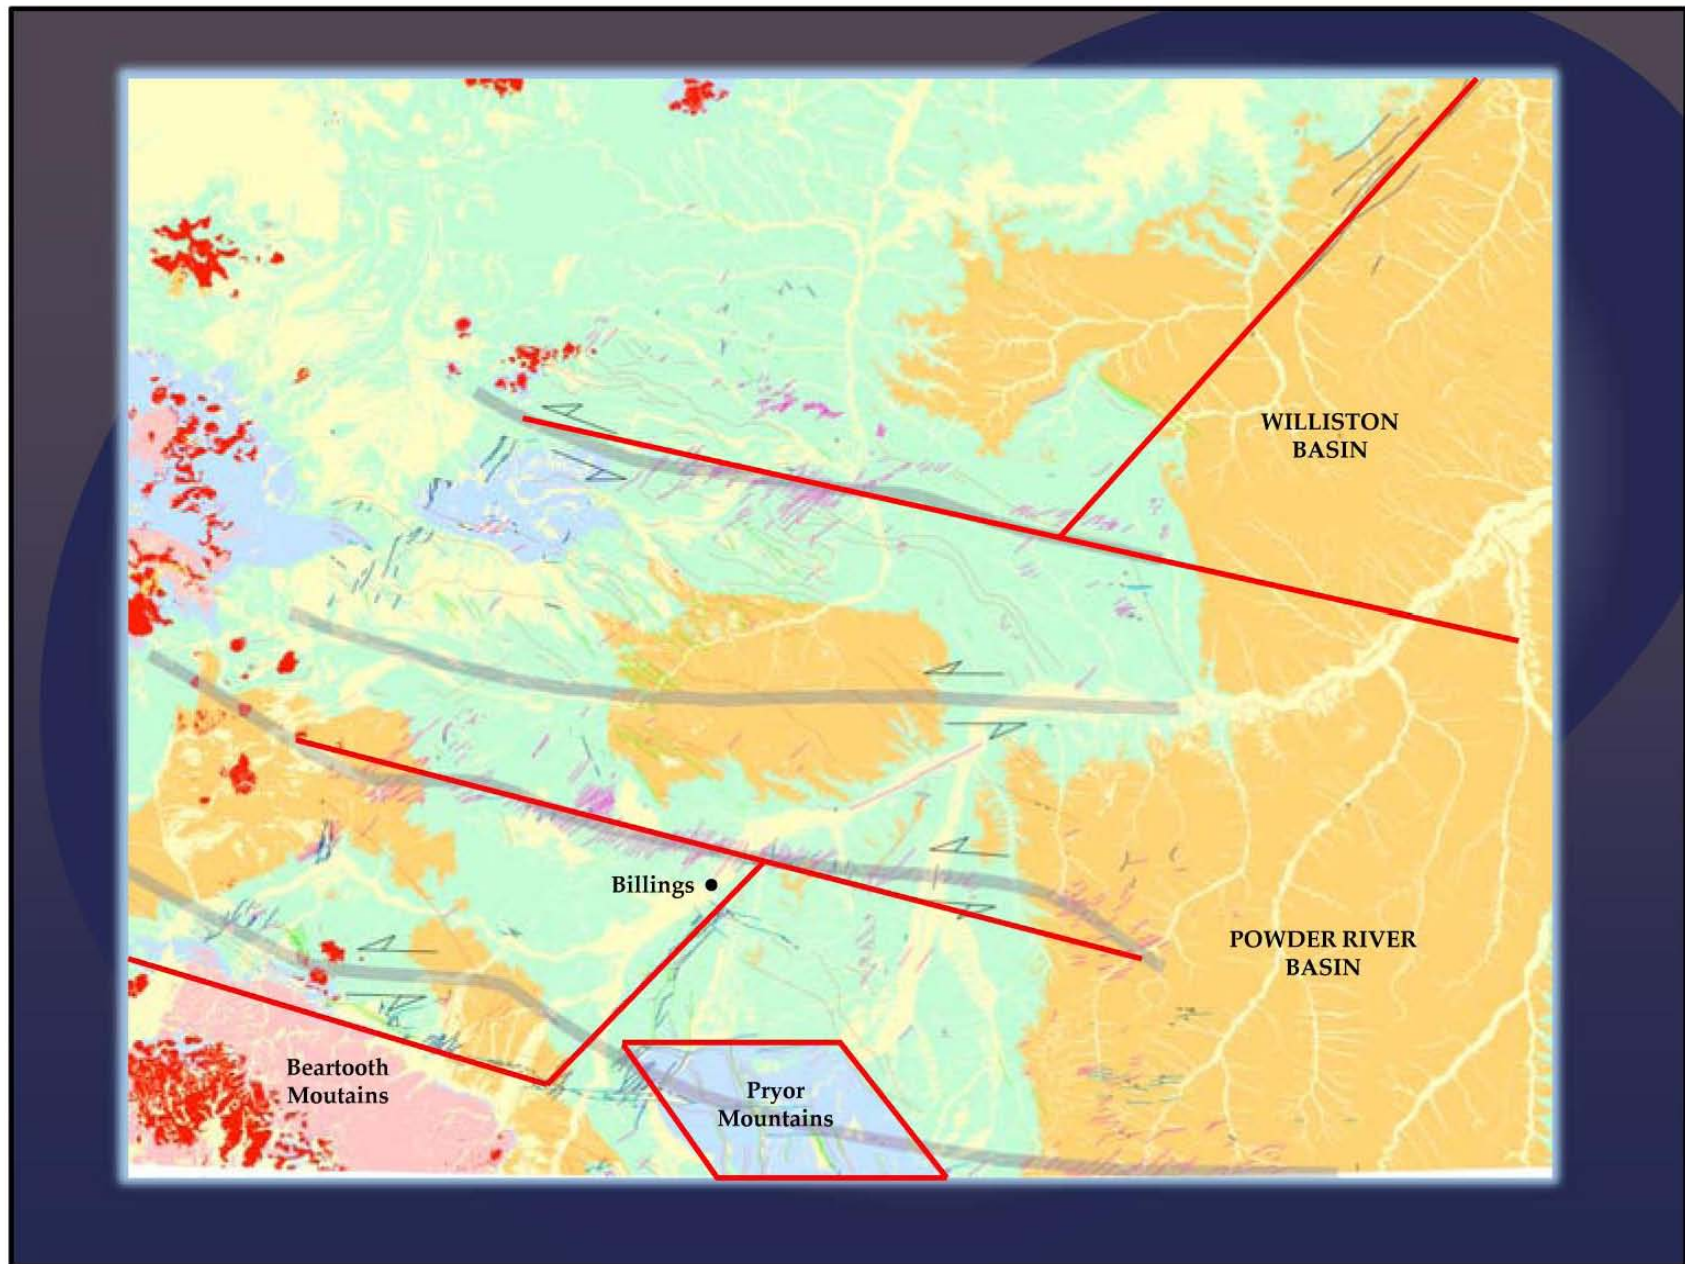 WILLISTON
BASIN
Billings
POWDER RIVER
BASIN
Beartooth
Moutains
Pryor
Mountains